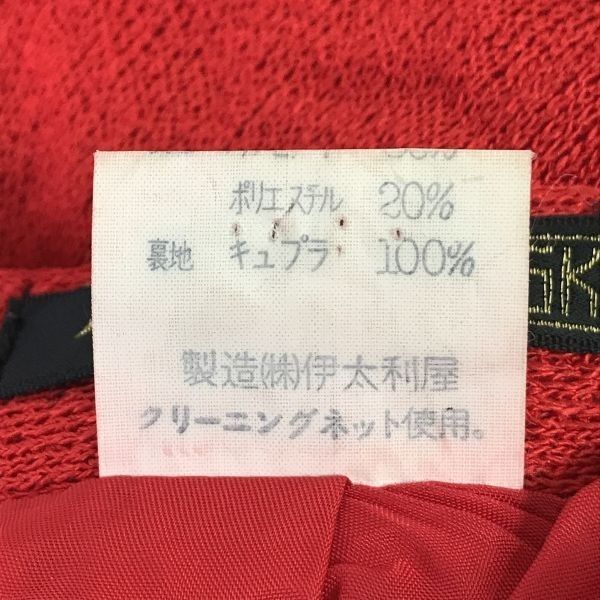 ポリエステル 20%
裏地 キュプラ 100%
製造㈱伊太利屋
クリーニングネット使用。
SK